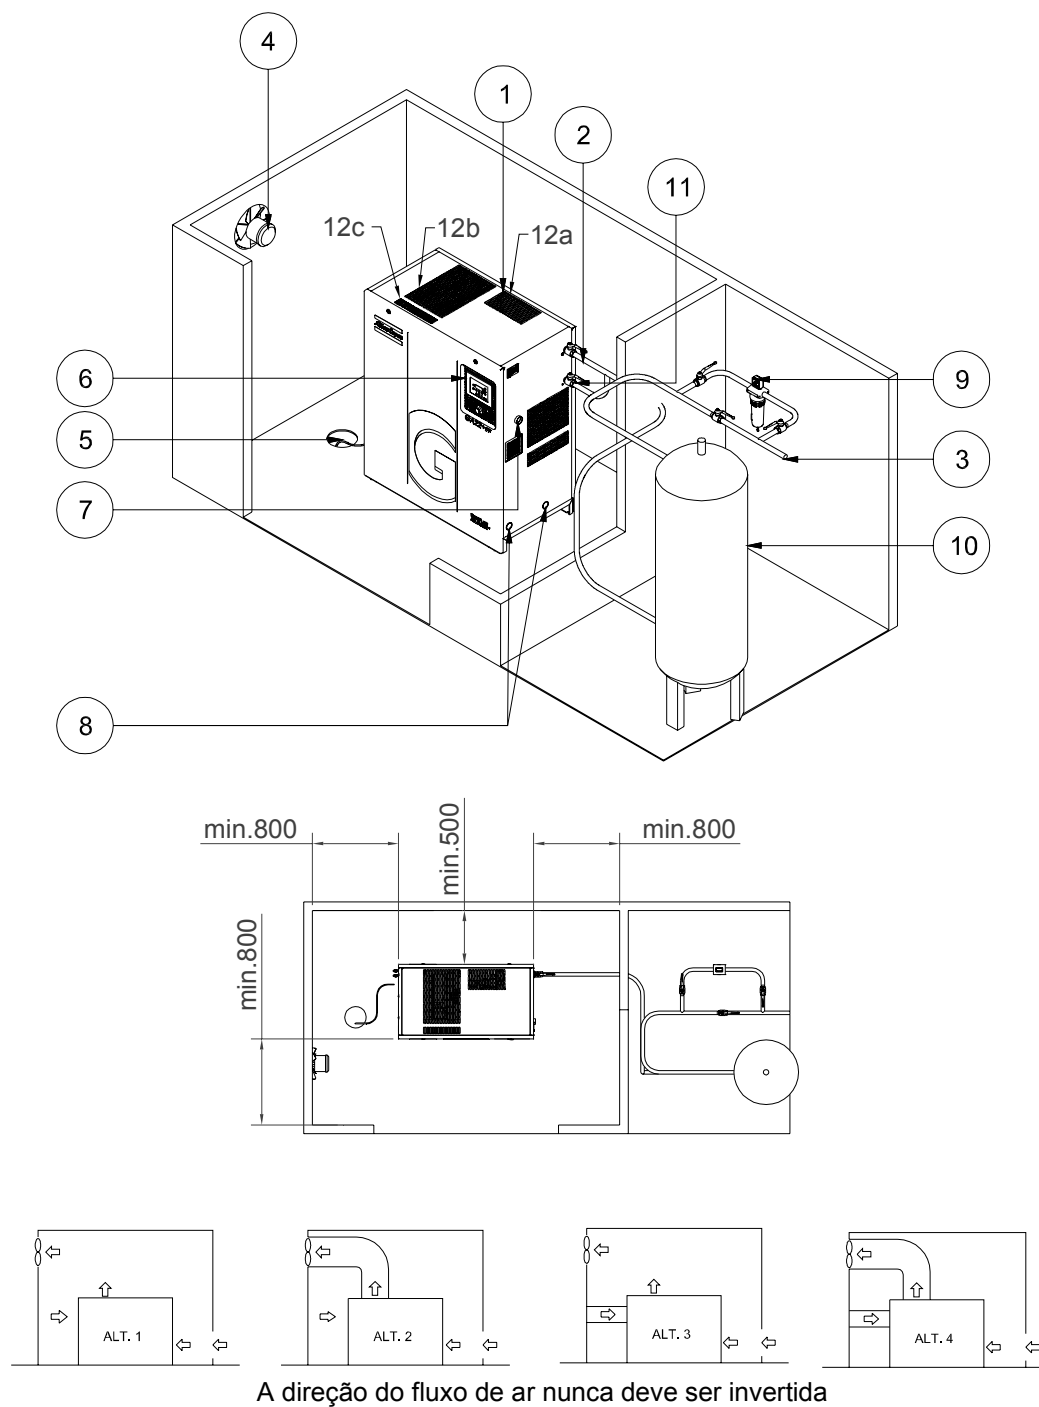 4
1
2
11
12c
12b
12a
6
9
5
3
7
10
8
G
min.800
min.500
min.800
min.800
ALT. 1
ALT. 2
ALT. 3
ALT. 4
A direção do fluxo de ar nunca deve ser invertida